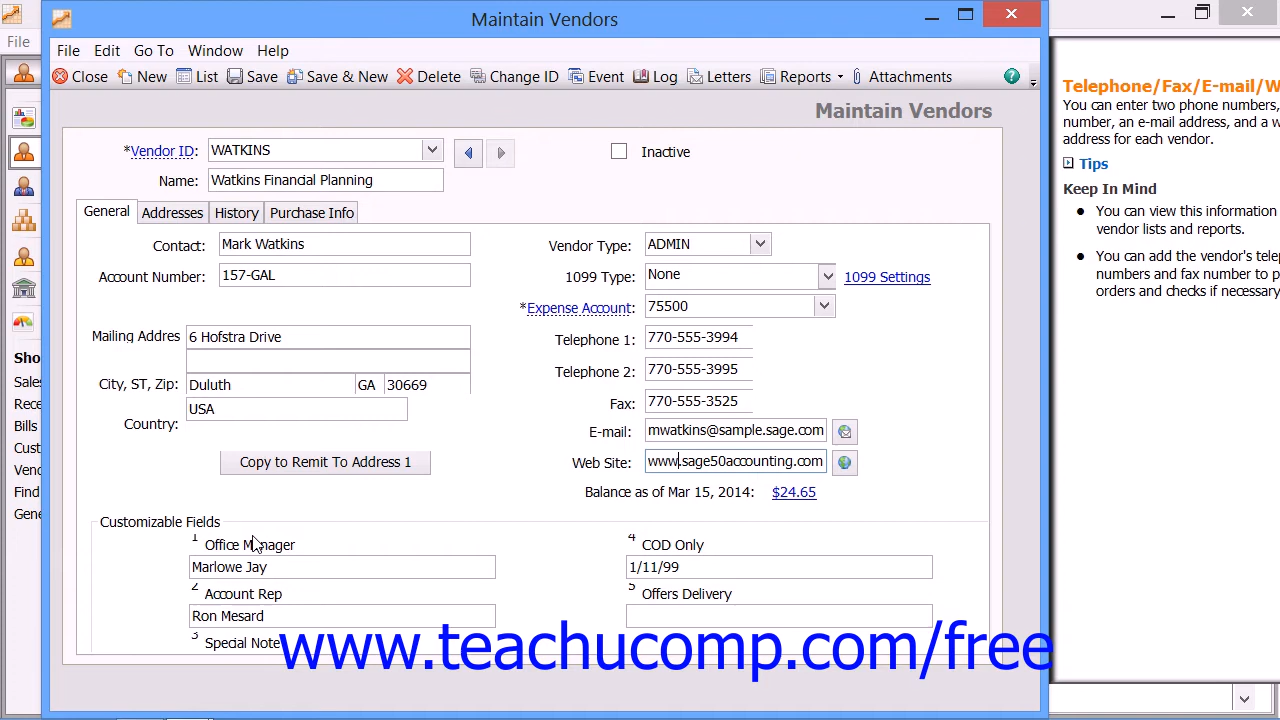 Maintain Vendors
File
File Edit Go To Window Help
Close New List Save Save & New Delete Change ID Event Log Letters Reports Attachments
Maintain Vendors
*Vendor ID: WATKINS Inactive
Name: Watkins Financial Planning
General Addresses History Purchase Info
Contact: Mark Watkins Vendor Type: ADMIN
Account Number: 157-GAL 1099 Type: None 1099 Settings
*Expense Account: 75500
Mailing Addres 6 Hofstra Drive Telephone 1: 770-555-3994
Telephone 2: 770-555-3995
City, ST, Zip: Duluth GA 30669
Fax: 770-555-3525
USA
Country:
E-mail: mwatkins@sample.sage.com
Copy to Remit To Address 1 Web Site: www.sage50accounting.com
Balance as of Mar 15, 2014: $24.65
Customizable Fields
1 Office Manager 4 COD Only
Marlowe Jay 1/11/99
2 Account Rep 5 Offers Delivery
Ron Mesard
3 Special Note
www.teachucomp.com/free
Sho
Sales
Rece
Bills
Cust
Vend
Find
Gene
Telephone/Fax/E-mail/W
You can enter two phone numbers,
number, an e-mail address, and a w
address for each vendor.
Tips
Keep In Mind
You can view this information
vendor lists and reports.
You can add the vendor's telep
numbers and fax number to p
orders and checks if necessary